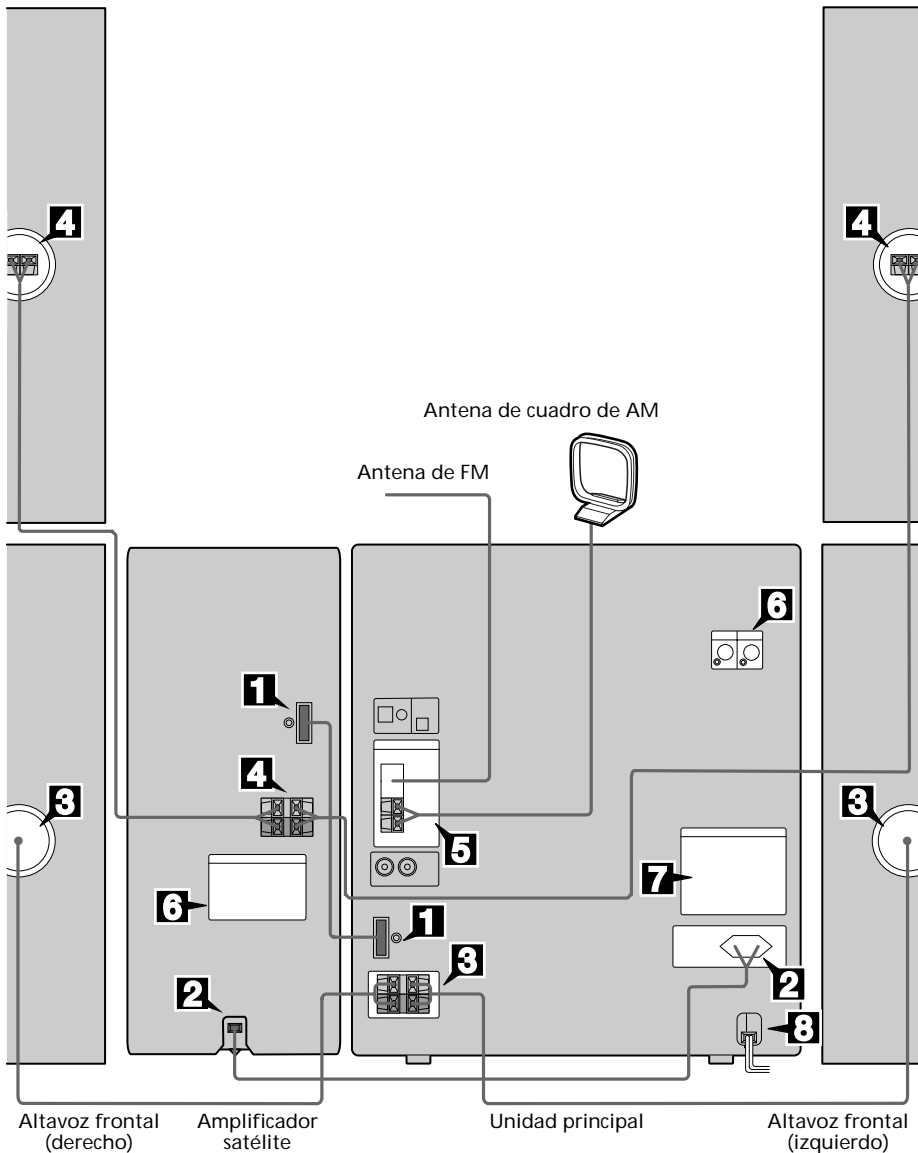 4
4
Antena de cuadro de AM
Antena de FM
6
1
4
3
3
5
7
6
1
3
2
2
8
Altavoz frontal
(derecho)
Amplificador
satélite
Unidad principal
Altavoz frontal
(izquierdo)